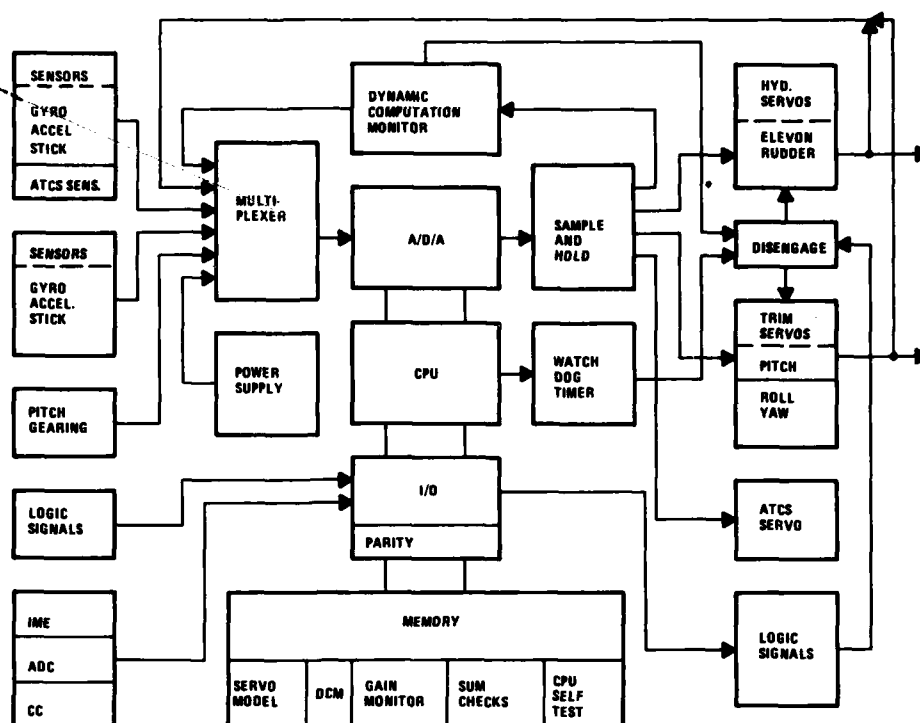 SENSORS
GYRO
ACCEL
STICK
ATCS SENS.
SENSORS
GYRO
ACCEL.
STICK
PITCH
GEARING
LOGIC
SIGNALS
IME
ADC
CC
MULTI-
PLEXER
POWER
SUPPLY
DYNAMIC
COMPUTATION
MONITOR
A/D/A
CPU
I/O
PARITY
MEMORY
SERVO
MODEL
DCM
GAIN
MONITOR
SUM
CHECKS
CPU
SELF
TEST
SAMPLE
AND
HOLD
WATCH
DOG
TIMER
HYD.
SERVOS
ELEVON
RUDDER
DISENGAGE
TRIM
SERVOS
PITCH
ROLL
YAW
ATCS
SERVO
LOGIC
SIGNALS